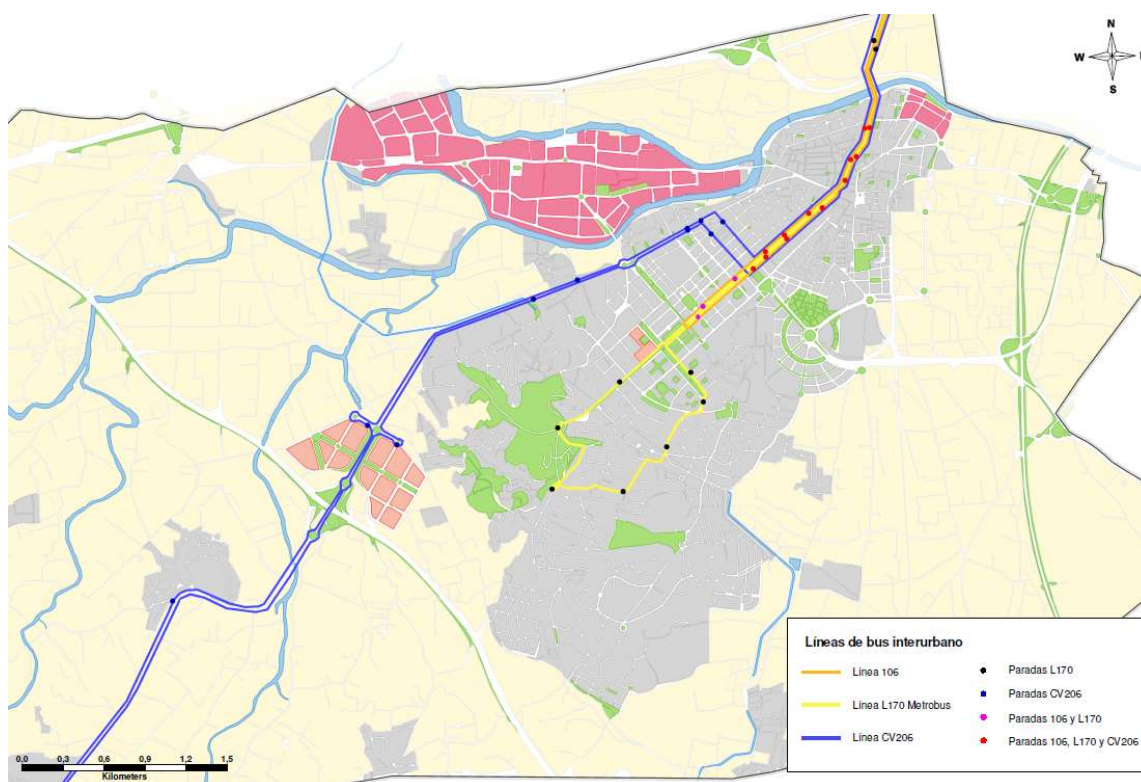 N
W
S
Líneas de bus interurbano
Línea 106
Línea L170 Metrobus
Línea CV206
Paradas L170
Paradas CV206
Paradas 106 y L170
Paradas 106, L170 y CV206
0,0 0,3 0,6 0,9 1,2 1,5
Kilometers